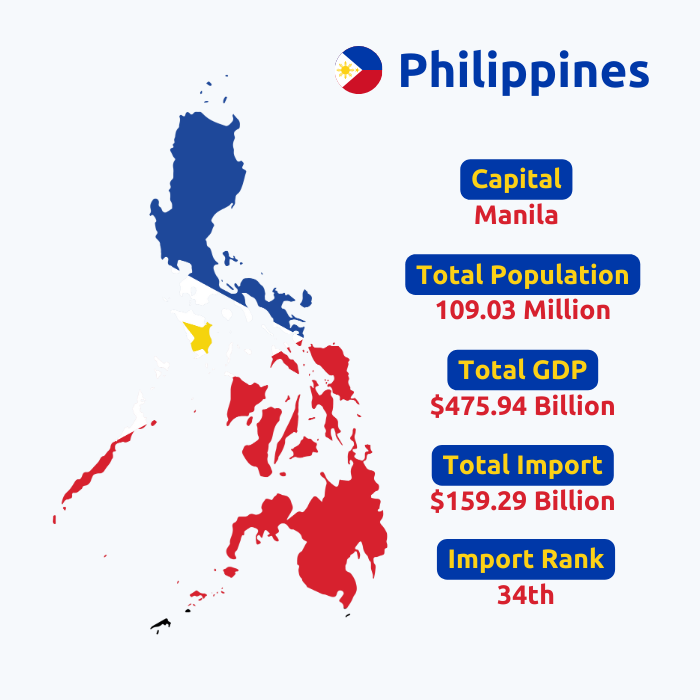 Philippines
Capital
Manila
Total Population
109.03 Million
Total GDP
$475.94 Billion
Total Import
$159.29 Billion
Import Rank
34th